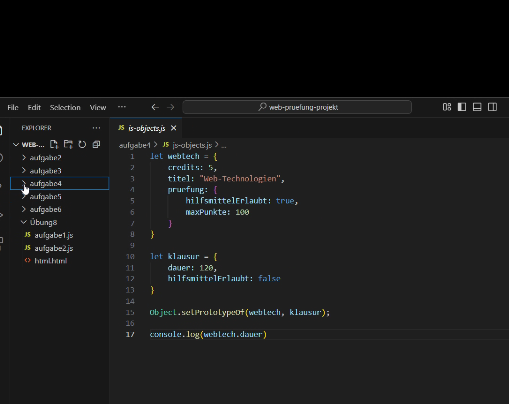 File Edit Selection View ··· web-pruefung-projekt
EXPLORER ···
JS is-objects.js
WEB-...
aufgabe4 > JS js-objects.js > ...
aufgabe2
aufgabe3
aufgabe4
aufgabe5
aufgabe6
Übung8
JS aufgabe1.js
JS aufgabe2.js
<> html.html
1 let webtech = {
2 credits: 5,
3 titel: "Web-Technologien",
4 pruefung: {
5 hilfsmittelErlaubt: true,
6 maxPunkte: 100
7 }
8 }
9
10 let klausur = {
11 dauer: 120,
12 hilfsmittelErlaubt: false
13 }
14
15 Object.setPrototypeOf(webtech, klausur);
16
17 console.log(webtech.dauer)